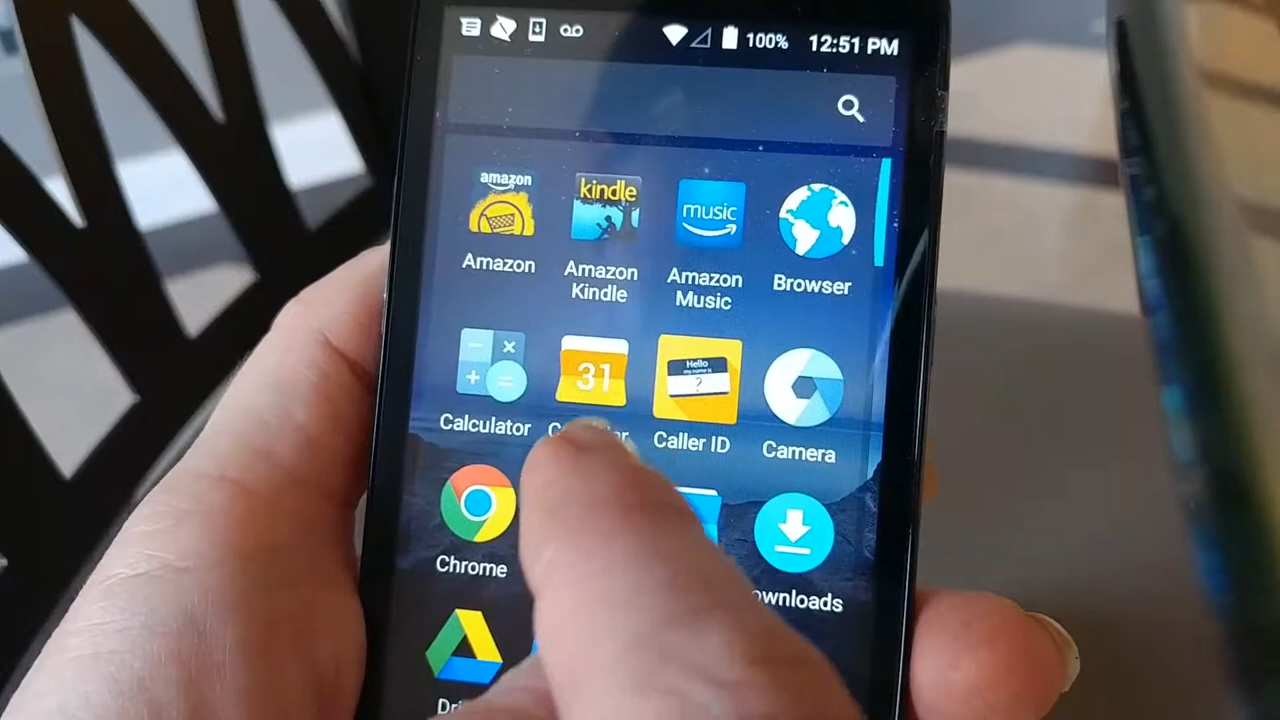 100% 12:51 PM
amazon
kindle
music
Amazon
Amazon
Kindle
Amazon
Music
Browser
31
Hello
my name is
?
Calculator
Caller ID
Camera
Chrome
ownloads